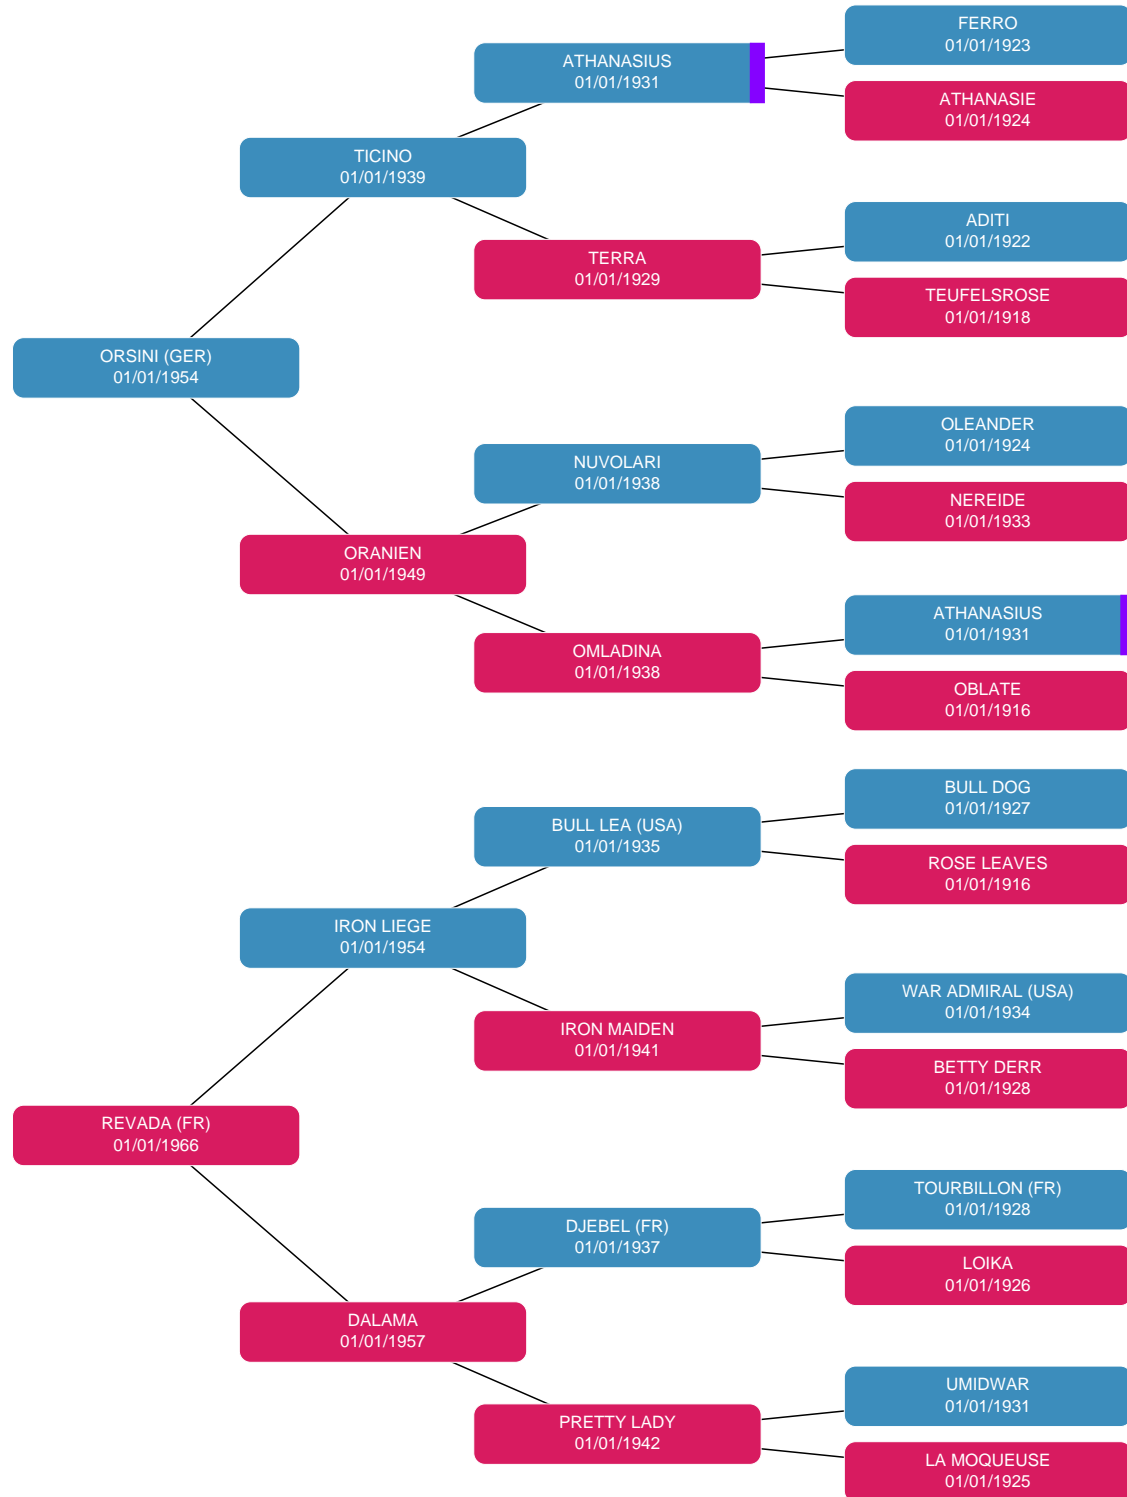 FERRO
01/01/1923
ATHANASIUS
01/01/1931
ATHANASIE
01/01/1924
TICINO
01/01/1939
ADITI
01/01/1922
TERRA
01/01/1929
TEUFELSROSE
01/01/1918
ORSINI (GER)
01/01/1954
OLEANDER
01/01/1924
NUVOLARI
01/01/1938
NEREIDE
01/01/1933
ORANIEN
01/01/1949
ATHANASIUS
01/01/1931
OMLADINA
01/01/1938
OBLATE
01/01/1916
BULL DOG
01/01/1927
BULL LEA (USA)
01/01/1935
ROSE LEAVES
01/01/1916
IRON LIEGE
01/01/1954
WAR ADMIRAL (USA)
01/01/1934
IRON MAIDEN
01/01/1941
BETTY DERR
01/01/1928
REVADA (FR)
01/01/1966
TOURBILLON (FR)
01/01/1928
DJEBEL (FR)
01/01/1937
LOIKA
01/01/1926
DALAMA
01/01/1957
UMIDWAR
01/01/1931
PRETTY LADY
01/01/1942
LA MOQUEUSE
01/01/1925